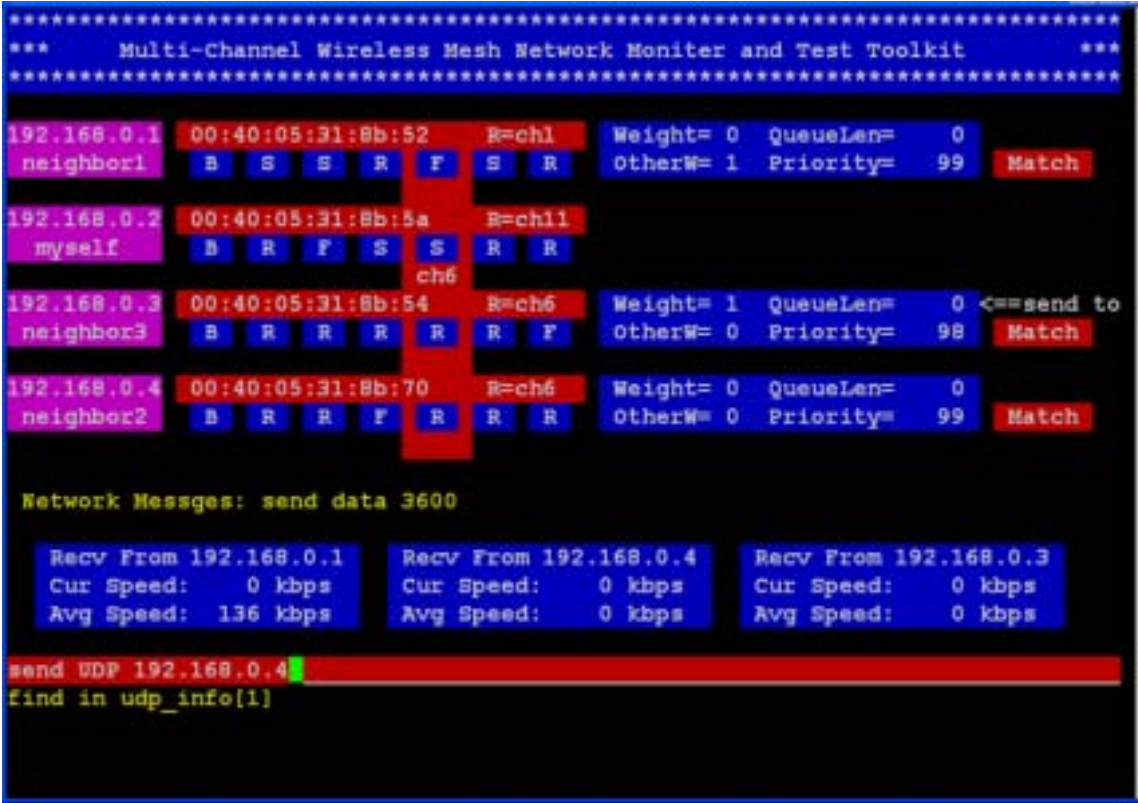 *******************************************************************************
*** Multi-Channel Wireless Mesh Network Moniter and Test Toolkit ***
*******************************************************************************
192.168.0.1 00:40:05:31:8b:52 R=ch1 Weight= 0 QueueLen= 0
neighbor1 B S S R F S R OtherW= 1 Priority= 99 Match
192.168.0.2 00:40:05:31:8b:5a R=ch11
myself B R F S S R R
ch6
192.168.0.3 00:40:05:31:8b:54 R=ch6 Weight= 1 QueueLen= 0 <==send to
neighbor3 B R R R R R F OtherW= 0 Priority= 98 Match
192.168.0.4 00:40:05:31:8b:70 R=ch6 Weight= 0 QueueLen= 0
neighbor2 B R R F R R R OtherW= 0 Priority= 99 Match
Network Messges: send data 3600
Recv From 192.168.0.1 Recv From 192.168.0.4 Recv From 192.168.0.3
Cur Speed: 0 kbps Cur Speed: 0 kbps Cur Speed: 0 kbps
Avg Speed: 136 kbps Avg Speed: 0 kbps Avg Speed: 0 kbps
send UDP 192.168.0.4
find in udp_info[1]